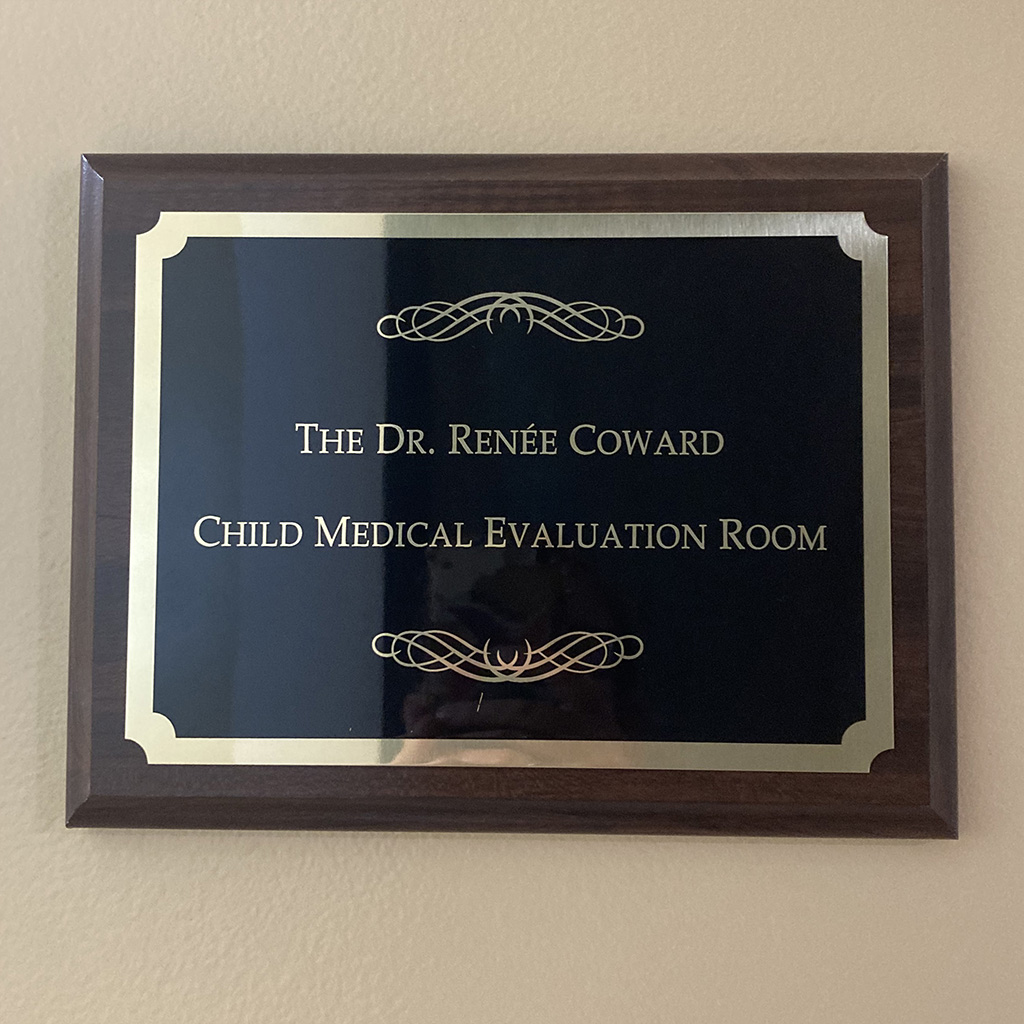 The Dr. Renée Coward
Child Medical Evaluation Room